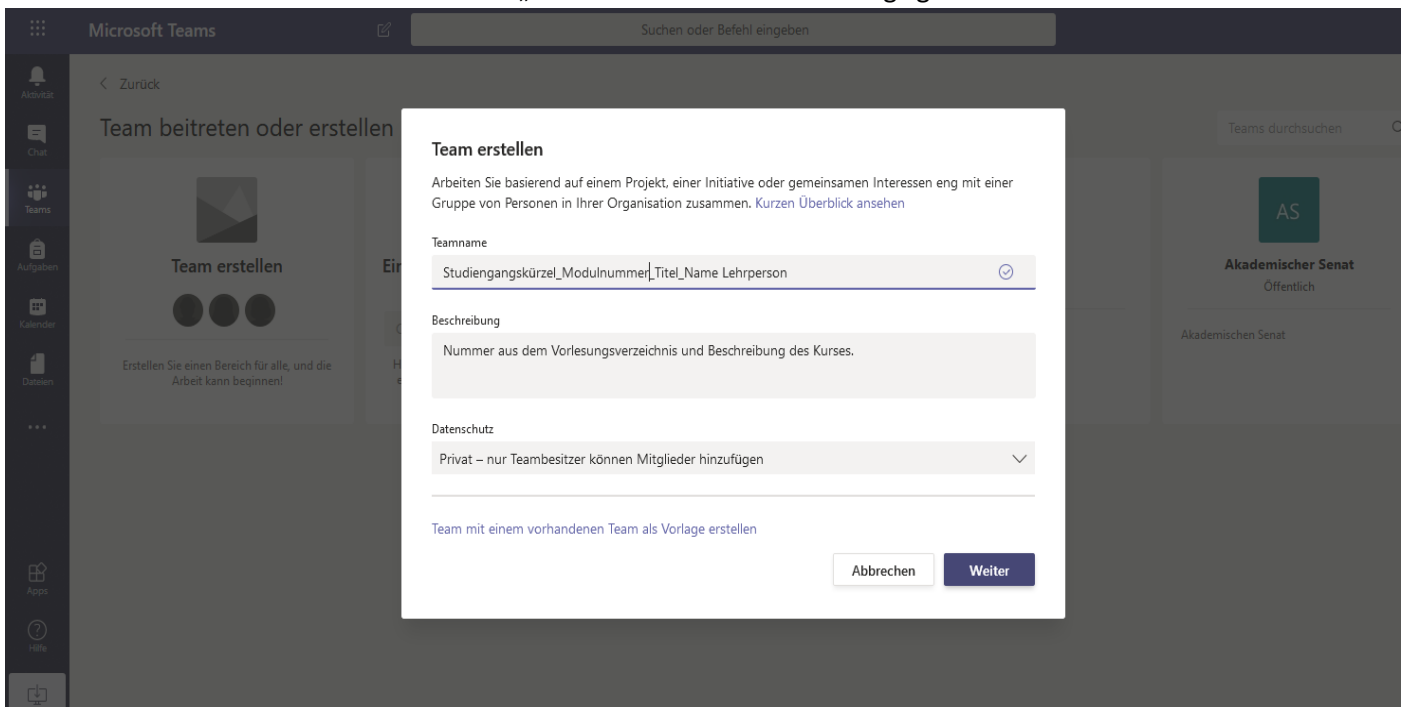 Microsoft Teams
Suchen oder Befehl eingeben
Aktivität
Chat
Teams
Aufgaben
Kalender
Dateien
Apps
Hilfe
Zurück
Team beitreten oder erstellen
Teams durchsuchen
Team erstellen
Erstellen Sie einen Bereich für alle, und die
Arbeit kann beginnen!
Team erstellen
Arbeiten Sie basierend auf einem Projekt, einer Initiative oder gemeinsamen Interessen eng mit einer
Gruppe von Personen in Ihrer Organisation zusammen. Kurzen Überblick ansehen
Teamname
Studiengangskürzel_Modulnummer_Titel_Name Lehrperson
Beschreibung
Nummer aus dem Vorlesungsverzeichnis und Beschreibung des Kurses.
Datenschutz
Privat – nur Teambesitzer können Mitglieder hinzufügen
Team mit einem vorhandenen Team als Vorlage erstellen
Abbrechen
Weiter
AS
Akademischer Senat
Öffentlich
Akademischen Senat